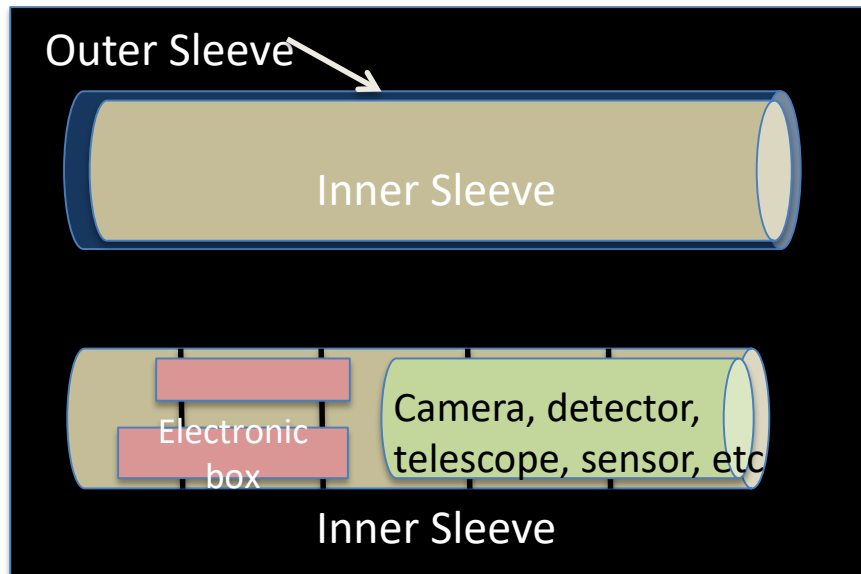 Outer Sleeve
Inner Sleeve
Electronic
box
Camera, detector,
telescope, sensor, etc
Inner Sleeve